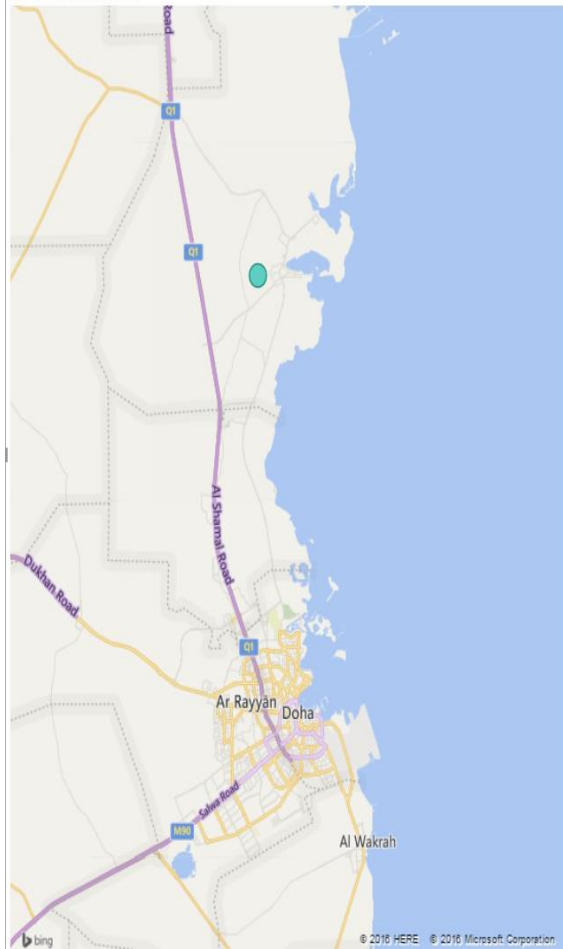 Road
Q1
Q1
Al Shamal Road
Dukhan Road
Q1
Ar Rayyān
Doha
Salwa Road
M90
Al Wakrah
bing
© 2016 HERE © 2016 Microsoft Corporation